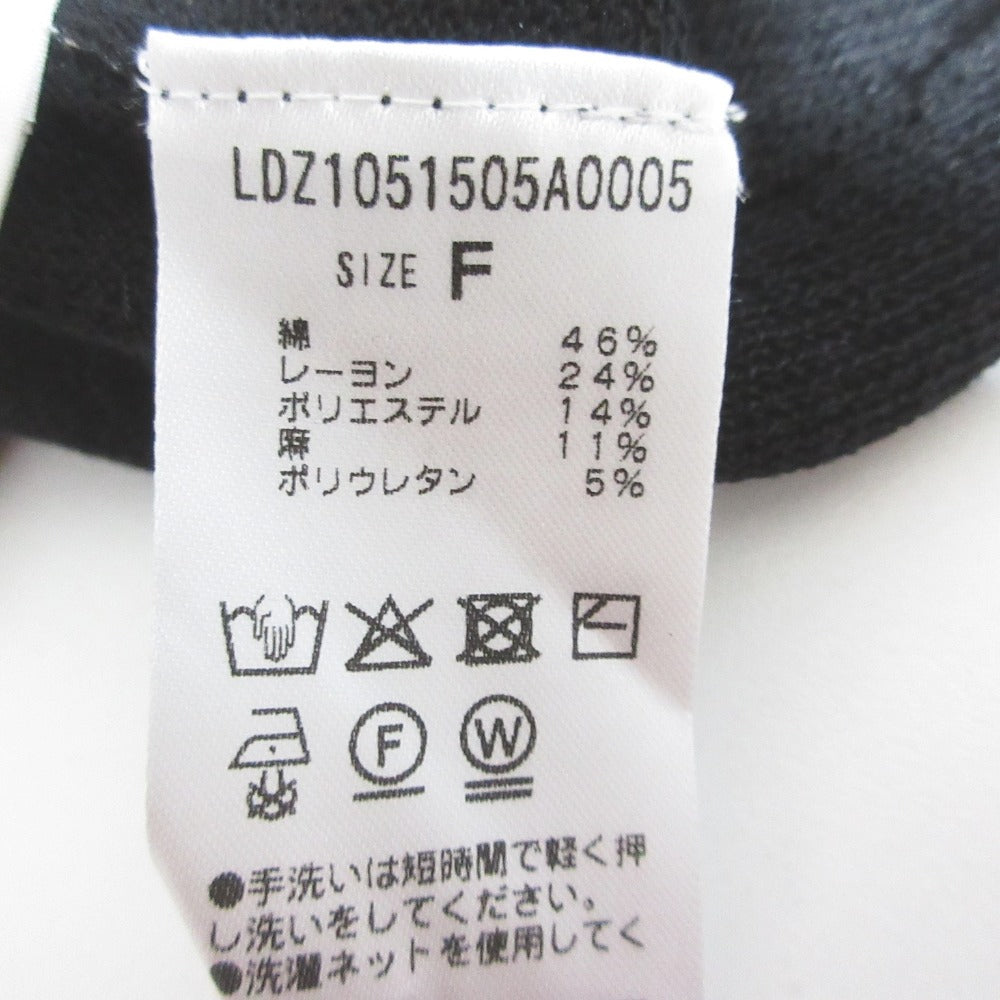 LDZ1051505A0005
SIZE F
綿 46%
レーヨン 24%
ポリエステル 14%
麻 11%
ポリウレタン 5%
F W
●手洗いは短時間で軽く押
し洗いをしてください。
●洗濯ネットを使用してく